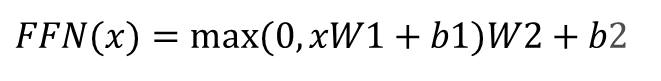 FFN(x) = max(0, xW1 + b1)W2 + b2